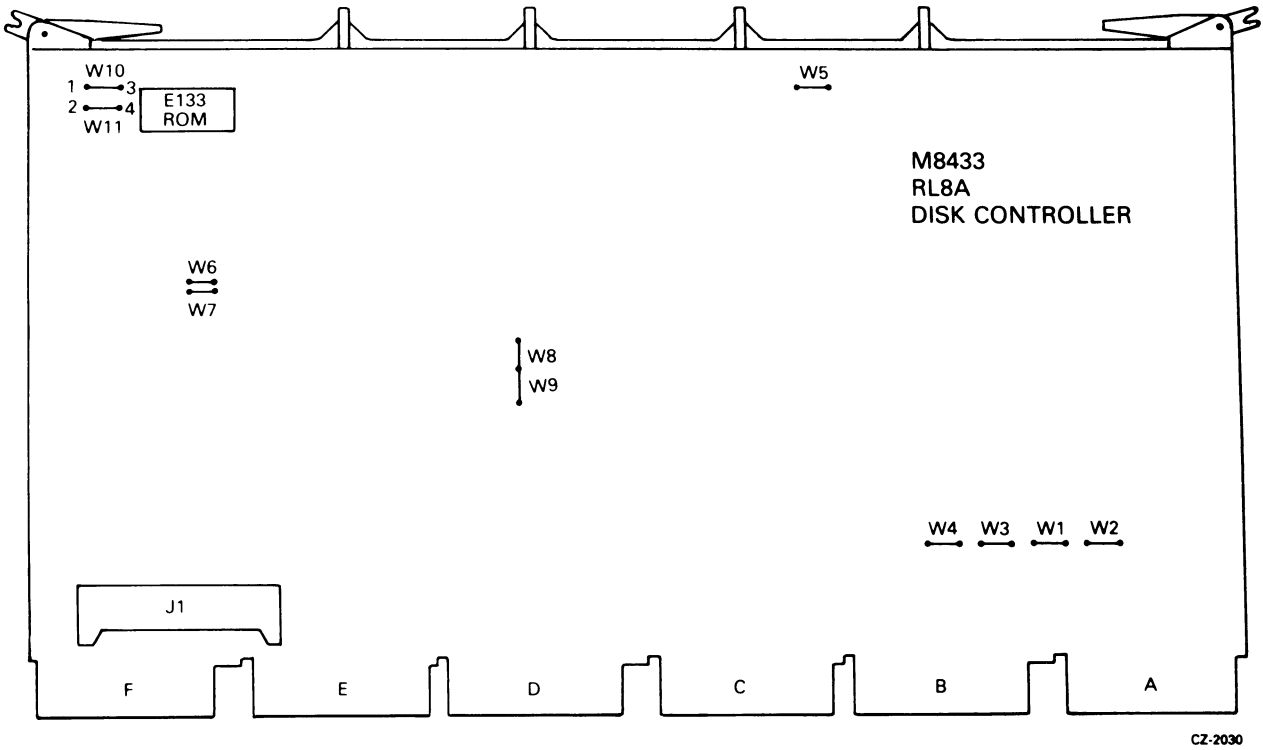 W10
1 3
2 4
W11
E133
ROM
W5
M8433
RL8A
DISK CONTROLLER
W6
W7
W8
W9
W4 W3 W1 W2
J1
F E D C B A
CZ-2030